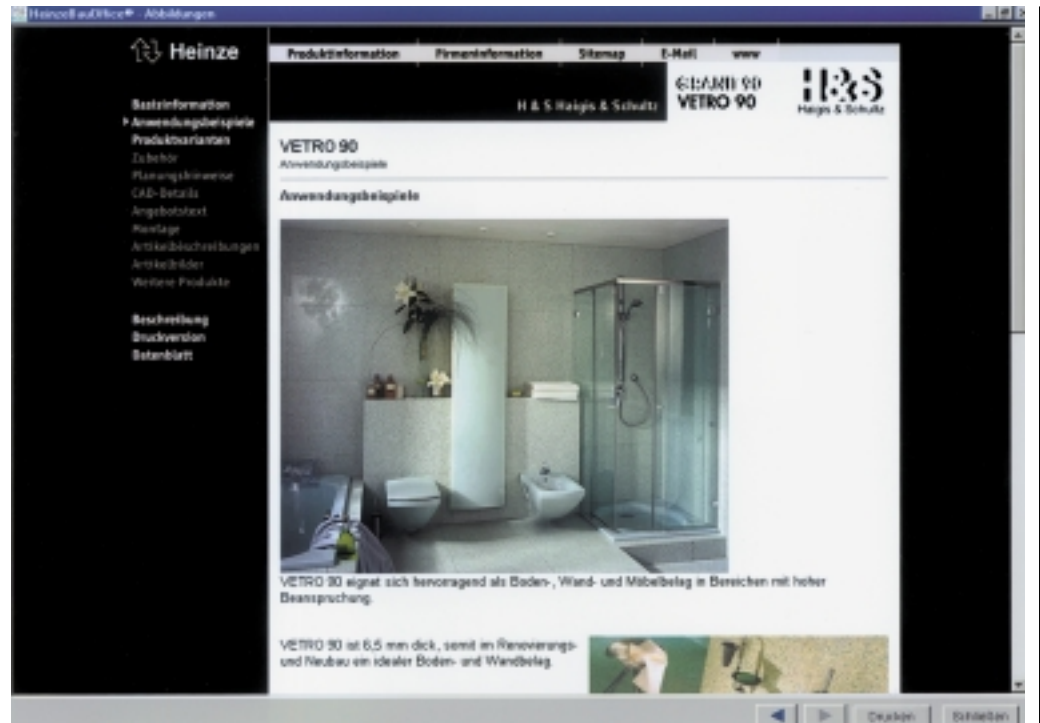 HeinzeBauOffice® - Abbildungen
Heinze
Produktinformation Firmeninformation Sitemap E-Mail www
H & S Haigis & Schultz
VETRO 90
H&S
Haigis & Schultz
Basisinformation
Anwendungsbeispiele
Produktvarianten
Zubehör
Planungshinweise
CAD-Details
Angebotstext
Montage
Artikelbeschreibungen
Artikelbilder
Weitere Produkte
Beschreibung
Druckversion
Datenblatt
VETRO 90
Anwendungsbeispiele
Anwendungsbeispiele
VETRO 90 eignet sich hervorragend als Boden-, Wand- und Möbelbelag in Bereichen mit hoher
Beanspruchung.
VETRO 90 ist 6,5 mm dick, somit im Renovierungs-
und Neubau ein idealer Boden- und Wandbelag.
Drucken Schließen